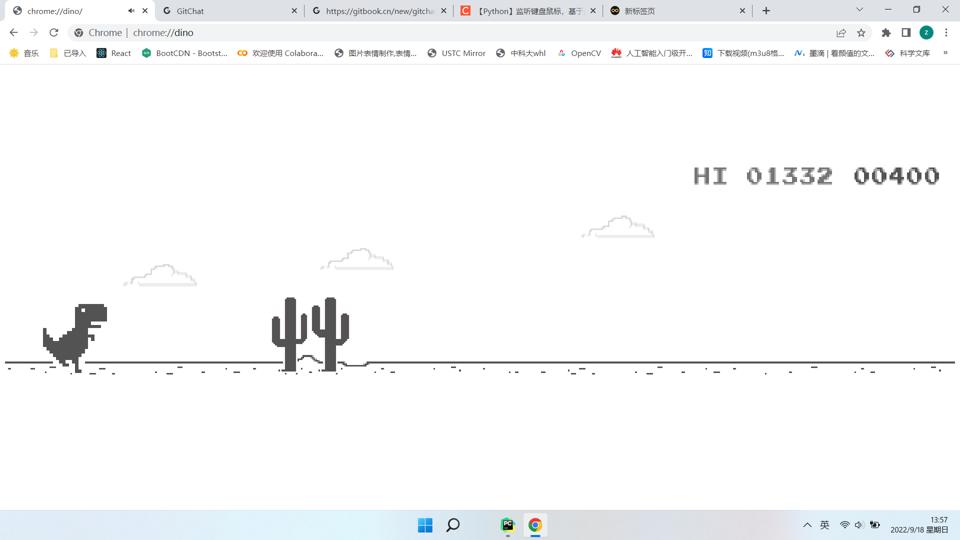 chrome://dino/
GitChat
https://gitbook.cn/new/gitcha
【Python】监听键盘鼠标，基于
新标签页
Chrome | chrome://dino
z
音乐
已导入
React
BootCDN - Bootst...
欢迎使用 Colabora...
图片表情制作,表情...
USTC Mirror
中科大whl
OpenCV
人工智能入门级开...
知
下载视频(m3u8格...
墨滴 | 看颜值的文...
科学文库
»
HI 01332 00400
PC
英
13:57
2022/9/18 星期日